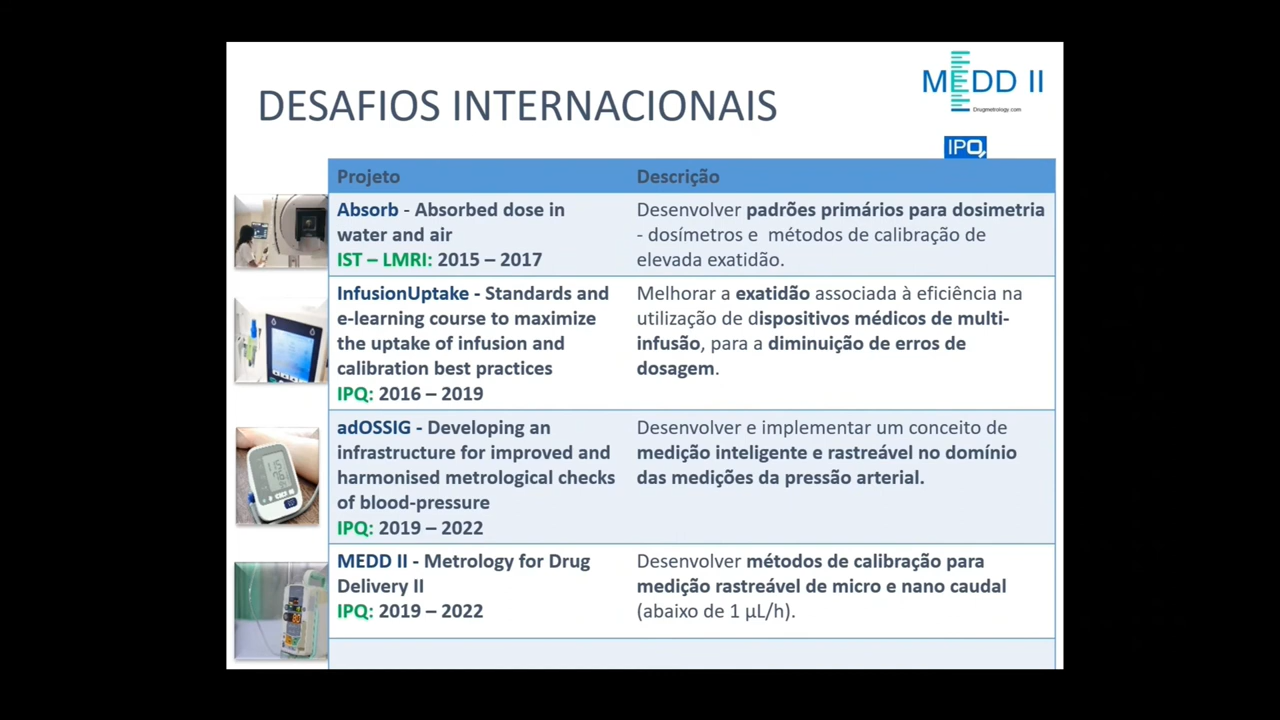 DESAFIOS INTERNACIONAIS
MEDD II
Drugmetrology.com
IPQ
Projeto
Descrição
Absorb - Absorbed dose in
water and air
IST – LMRI: 2015 – 2017
Desenvolver padrões primários para dosimetria
- dosímetros e métodos de calibração de
elevada exatidão.
InfusionUptake - Standards and
e-learning course to maximize
the uptake of infusion and
calibration best practices
IPQ: 2016 – 2019
Melhorar a exatidão associada à eficiência na
utilização de dispositivos médicos de multi-
infusão, para a diminuição de erros de
dosagem.
adOSSIG - Developing an
infrastructure for improved and
harmonised metrological checks
of blood-pressure
IPQ: 2019 – 2022
Desenvolver e implementar um conceito de
medição inteligente e rastreável no domínio
das medições da pressão arterial.
MEDD II - Metrology for Drug
Delivery II
IPQ: 2019 – 2022
Desenvolver métodos de calibração para
medição rastreável de micro e nano caudal
(abaixo de 1 µL/h).